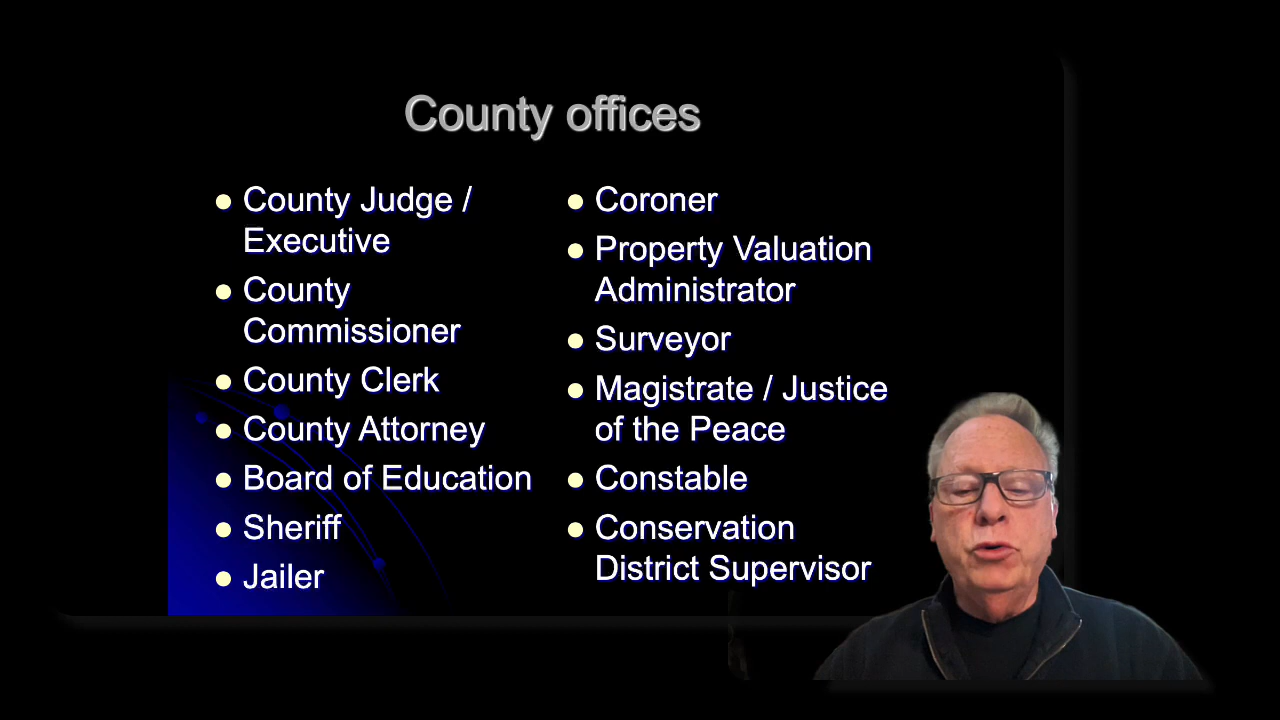 County offices
County Judge /
Executive
County
Commissioner
County Clerk
County Attorney
Board of Education
Sheriff
Jailer
Coroner
Property Valuation
Administrator
Surveyor
Magistrate / Justice
of the Peace
Constable
Conservation
District Supervisor